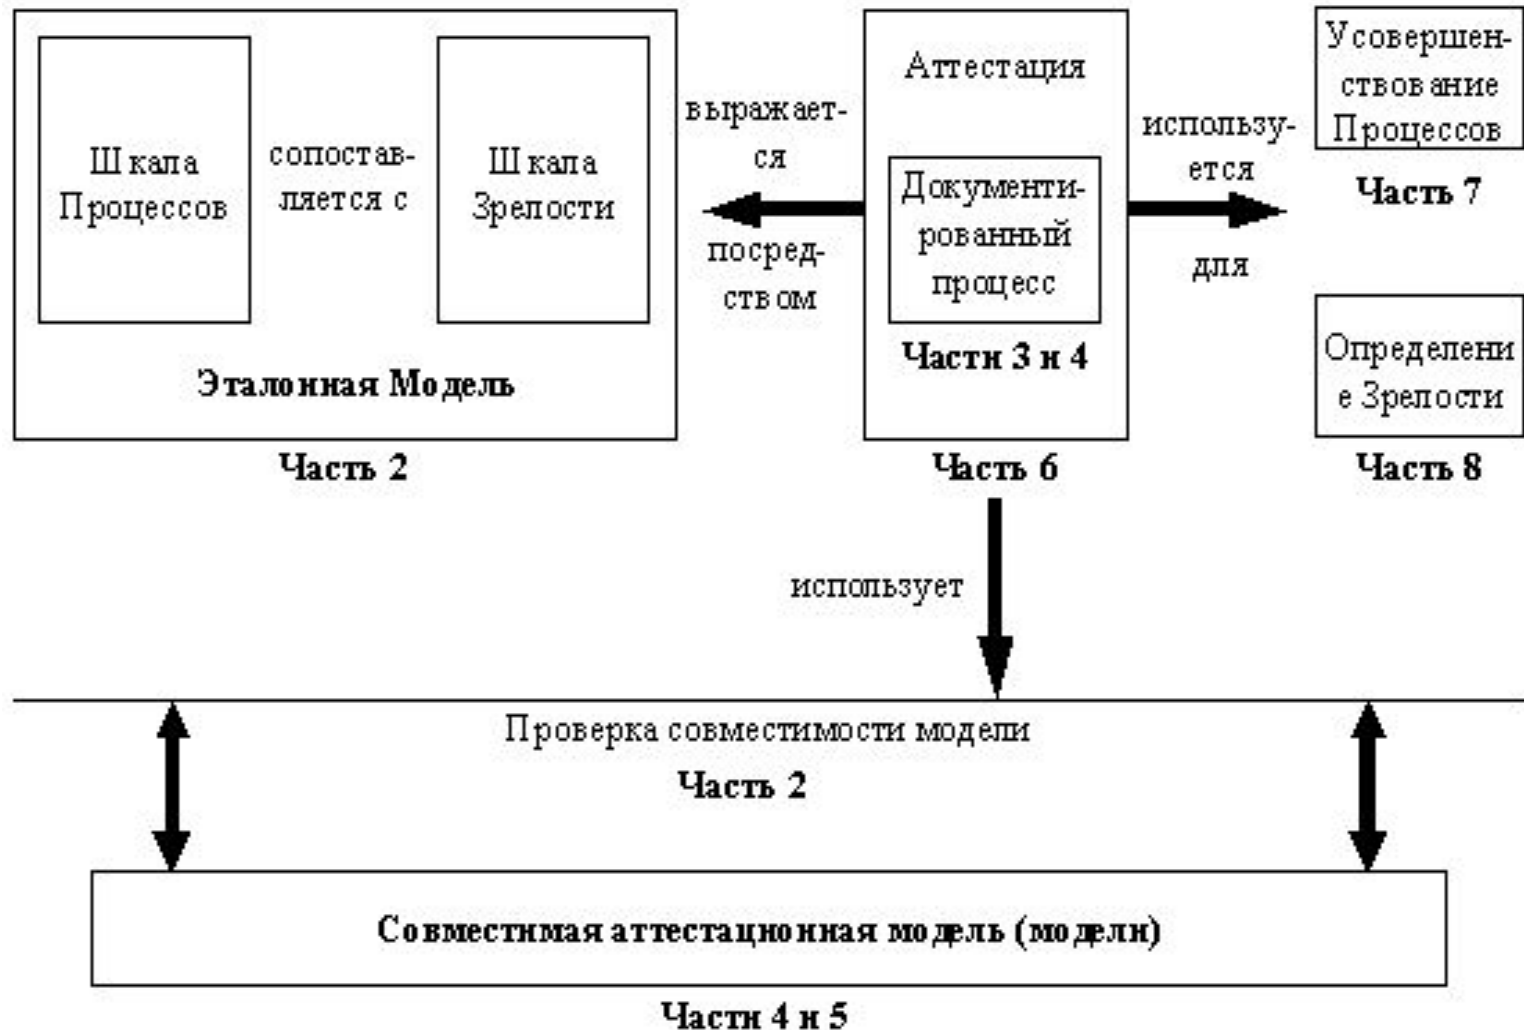 Шкала
Процессов
сопостав-
ляется с
Шкала
Зрелости
Эталонная Модель
Часть 2
выражает-
ся
посред-
ством
Аттестация
Документи-
рованный
процесс
Части 3 и 4
Часть 6
использу-
ется
для
Усовершен-
ствование
Процессов
Часть 7
Определени
е Зрелости
Часть 8
использует
Проверка совместимости модели
Часть 2
Совместимая аттестационная модель (модели)
Части 4 и 5